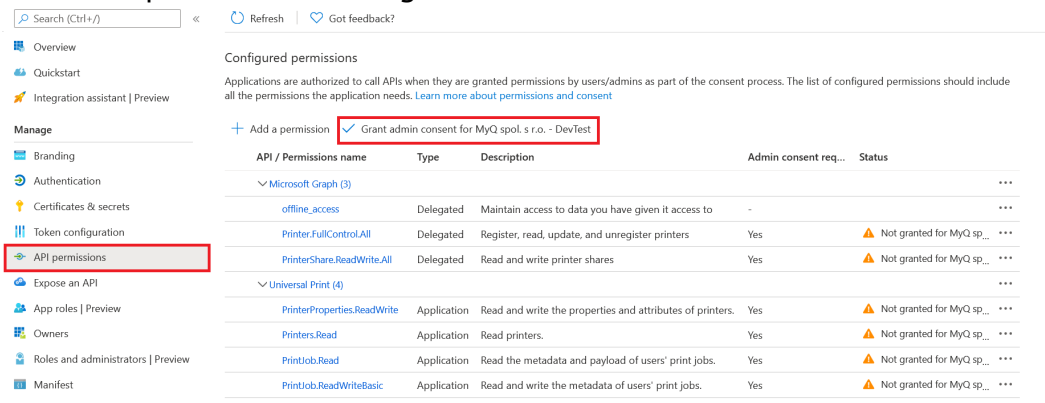 Search (Ctrl+/)
«
Refresh
Got feedback?
Overview
Quickstart
Integration assistant | Preview
Manage
Branding
Authentication
Certificates & secrets
Token configuration
API permissions
Expose an API
App roles | Preview
Owners
Roles and administrators | Preview
Manifest
Configured permissions
Applications are authorized to call APIs when they are granted permissions by users/admins as part of the consent process. The list of configured permissions should include
all the permissions the application needs. Learn more about permissions and consent
Add a permission Grant admin consent for MyQ spol. s r.o. - DevTest
API / Permissions name Type Description Admin consent req... Status
Microsoft Graph (3) ...
offline_access Delegated Maintain access to data you have given it access to - ...
Printer.FullControl.All Delegated Register, read, update, and unregister printers Yes Not granted for MyQ sp... ...
PrinterShare.ReadWrite.All Delegated Read and write printer shares Yes Not granted for MyQ sp... ...
Universal Print (4) ...
PrinterProperties.ReadWrite Application Read and write the properties and attributes of printers. Yes Not granted for MyQ sp... ...
Printers.Read Application Read printers. Yes Not granted for MyQ sp... ...
PrintJob.Read Application Read the metadata and payload of users' print jobs. Yes Not granted for MyQ sp... ...
PrintJob.ReadWriteBasic Application Read and write the metadata of users' print jobs. Yes Not granted for MyQ sp... ...